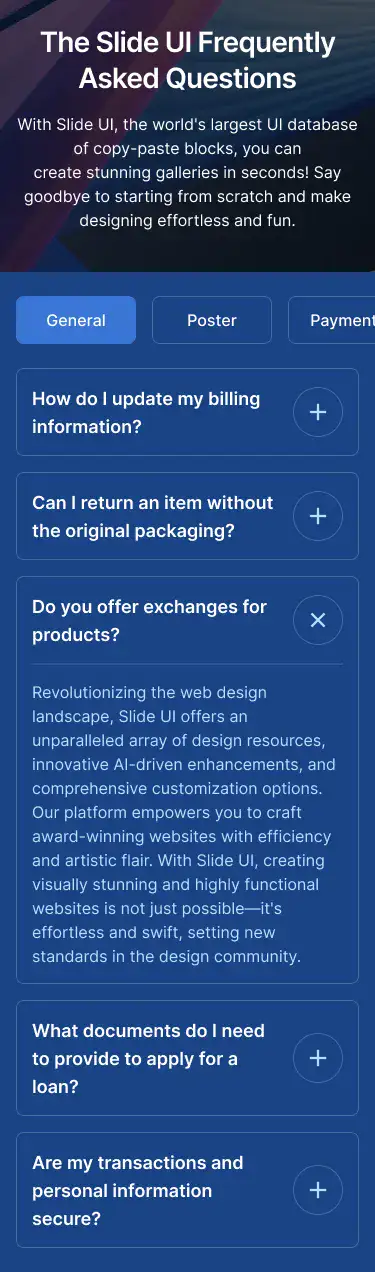 The Slide UI Frequently
Asked Questions
With Slide UI, the world's largest UI database
of copy-paste blocks, you can
create stunning galleries in seconds! Say
goodbye to starting from scratch and make
designing effortless and fun.
General
Poster
Payment
How do I update my billing
information?
Can I return an item without
the original packaging?
Do you offer exchanges for
products?
Revolutionizing the web design
landscape, Slide UI offers an
unparalleled array of design resources,
innovative AI-driven enhancements, and
comprehensive customization options.
Our platform empowers you to craft
award-winning websites with efficiency
and artistic flair. With Slide UI, creating
visually stunning and highly functional
websites is not just possible—it's
effortless and swift, setting new
standards in the design community.
What documents do I need
to provide to apply for a
loan?
Are my transactions and
personal information
secure?